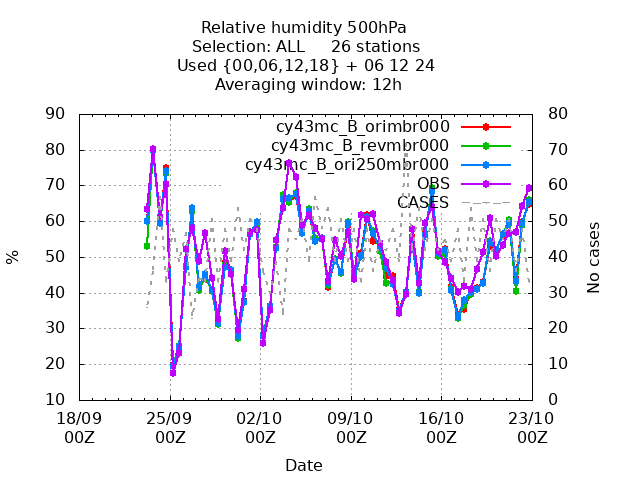 Relative humidity 500hPa
Selection: ALL 26 stations
Used {00,06,12,18} + 06 12 24
Averaging window: 12h
90 80
cy43mc_B_orimbr000
cy43mc_B_revmbr000
80 70
cy43mc_B_ori250mbr000
OBS
70 60
CASES
60 50
50 40
40 30
30 20
20 10
10 0
%
No cases
18/09 25/09 02/10 09/10 16/10 23/10
00Z 00Z 00Z 00Z 00Z 00Z
Date